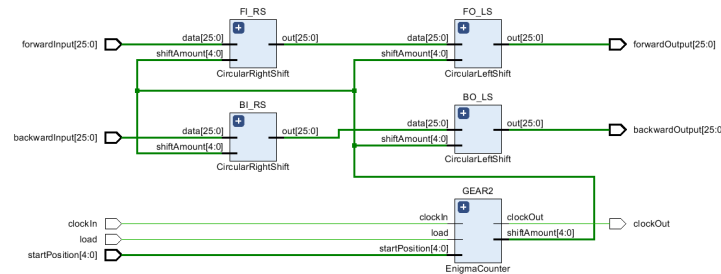 FI_RS
FO_LS
forwardInput[25:0]
data[25:0]
out[25:0]
data[25:0]
out[25:0]
forwardOutput[25:0]
shiftAmount[4:0]
shiftAmount[4:0]
CircularRightShift
CircularLeftShift
BI_RS
BO_LS
backwardInput[25:0]
data[25:0]
out[25:0]
data[25:0]
out[25:0]
backwardOutput[25:0
shiftAmount[4:0]
shiftAmount[4:0]
CircularRightShift
CircularLeftShift
GEAR2
clockIn
clockIn
clockOut
clockOut
load
load
shiftAmount[4:0]
startPosition[4:0]
startPosition[4:0]
EnigmaCounter